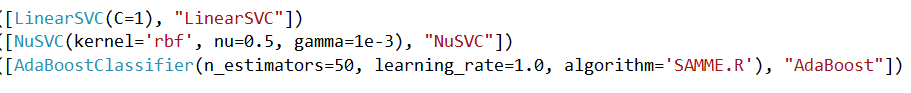 ([LinearSVC(C=1), "LinearSVC"])
([NuSVC(kernel='rbf', nu=0.5, gamma=1e-3), "NuSVC"])
([AdaBoostClassifier(n_estimators=50, learning_rate=1.0, algorithm='SAMME.R'), "AdaBoost"])